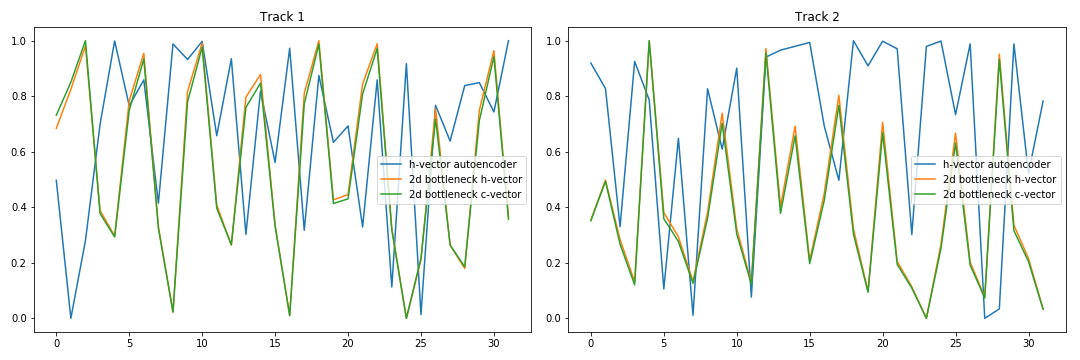 Track 1
1.0
0.8
0.6
0.4
0.2
0.0
0 5 10 15 20 25 30
h-vector autoencoder
2d bottleneck h-vector
2d bottleneck c-vector
Track 2
1.0
0.8
0.6
0.4
0.2
0.0
0 5 10 15 20 25 30
h-vector autoencoder
2d bottleneck h-vector
2d bottleneck c-vector